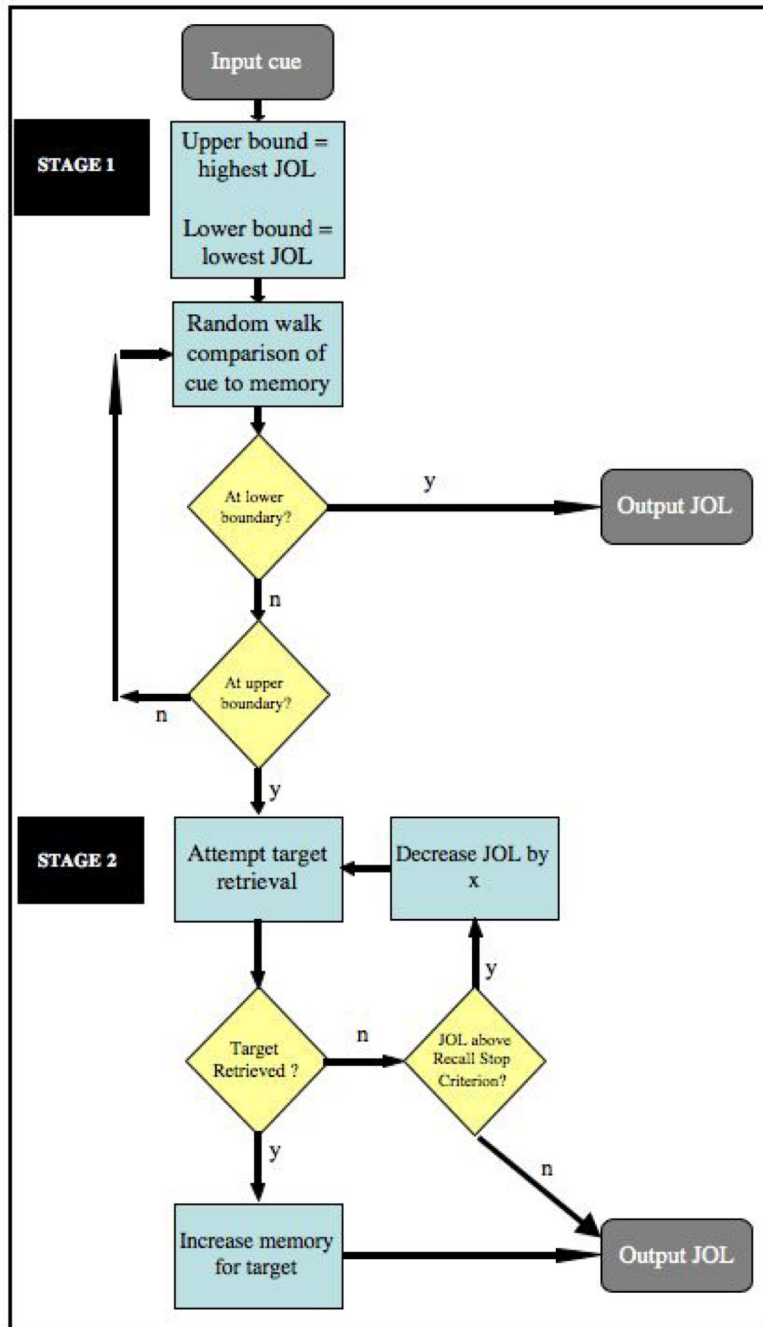 Input cue
STAGE 1
Upper bound =
highest JOL
Lower bound =
lowest JOL
Random walk
comparison of
cue to memory
At lower
boundary?
y
Output JOL
n
At upper
boundary?
n
y
STAGE 2
Attempt target
retrieval
Decrease JOL by
x
y
Target
Retrieved ?
n
JOL above
Recall Stop
Criterion?
y
n
Increase memory
for target
Output JOL